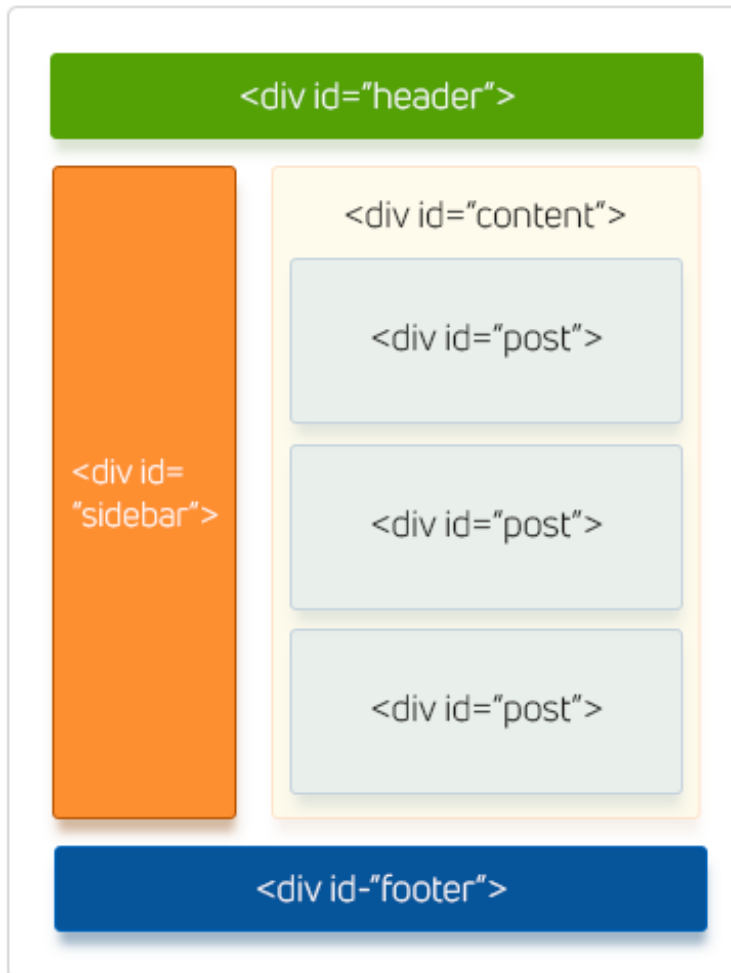 <div id="header">
<div id="content">
<div id="post">
<div id=
"sidebar">
<div id="post">
<div id="post">
<div id-"footer">